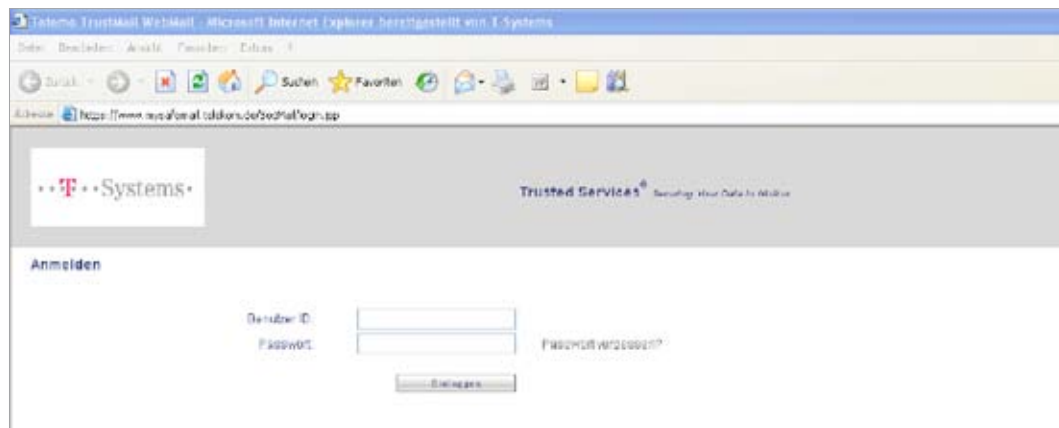 Totemo TrustMail WebMail - Microsoft Internet Explorer bereitgestellt von T-Systems
Datei Bearbeiten Ansicht Favoriten Extras ?
Zurück Suchen Favoriten
Adresse
··T··Systems·
Trusted Services®
Anmelden
Benutzer ID:
Passwort: Passwort vergessen?
Einloggen